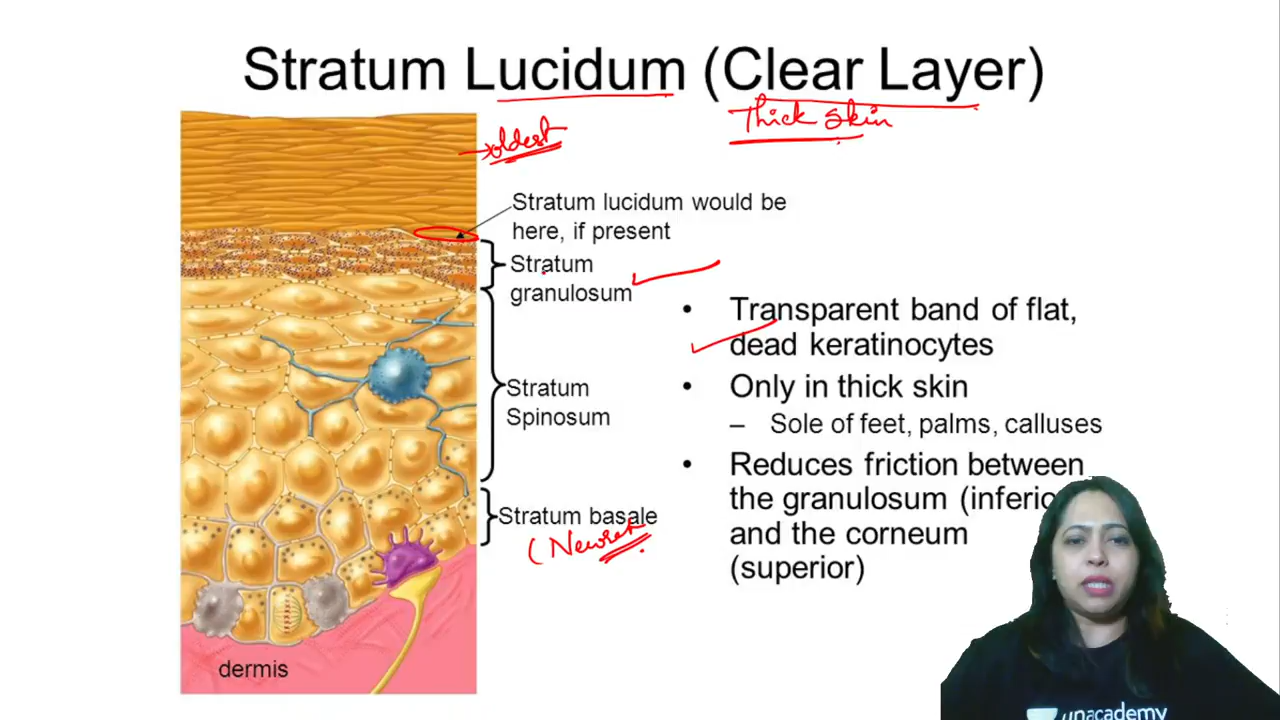 Stratum Lucidum (Clear Layer)
Thick skin
oldest
Stratum lucidum would be
here, if present
Stratum
granulosum
Stratum
Spinosum
Stratum basale
(Newest
dermis
• Transparent band of flat,
dead keratinocytes
• Only in thick skin
– Sole of feet, palms, calluses
• Reduces friction between
the granulosum (inferio
and the corneum
(superior)
unacademy